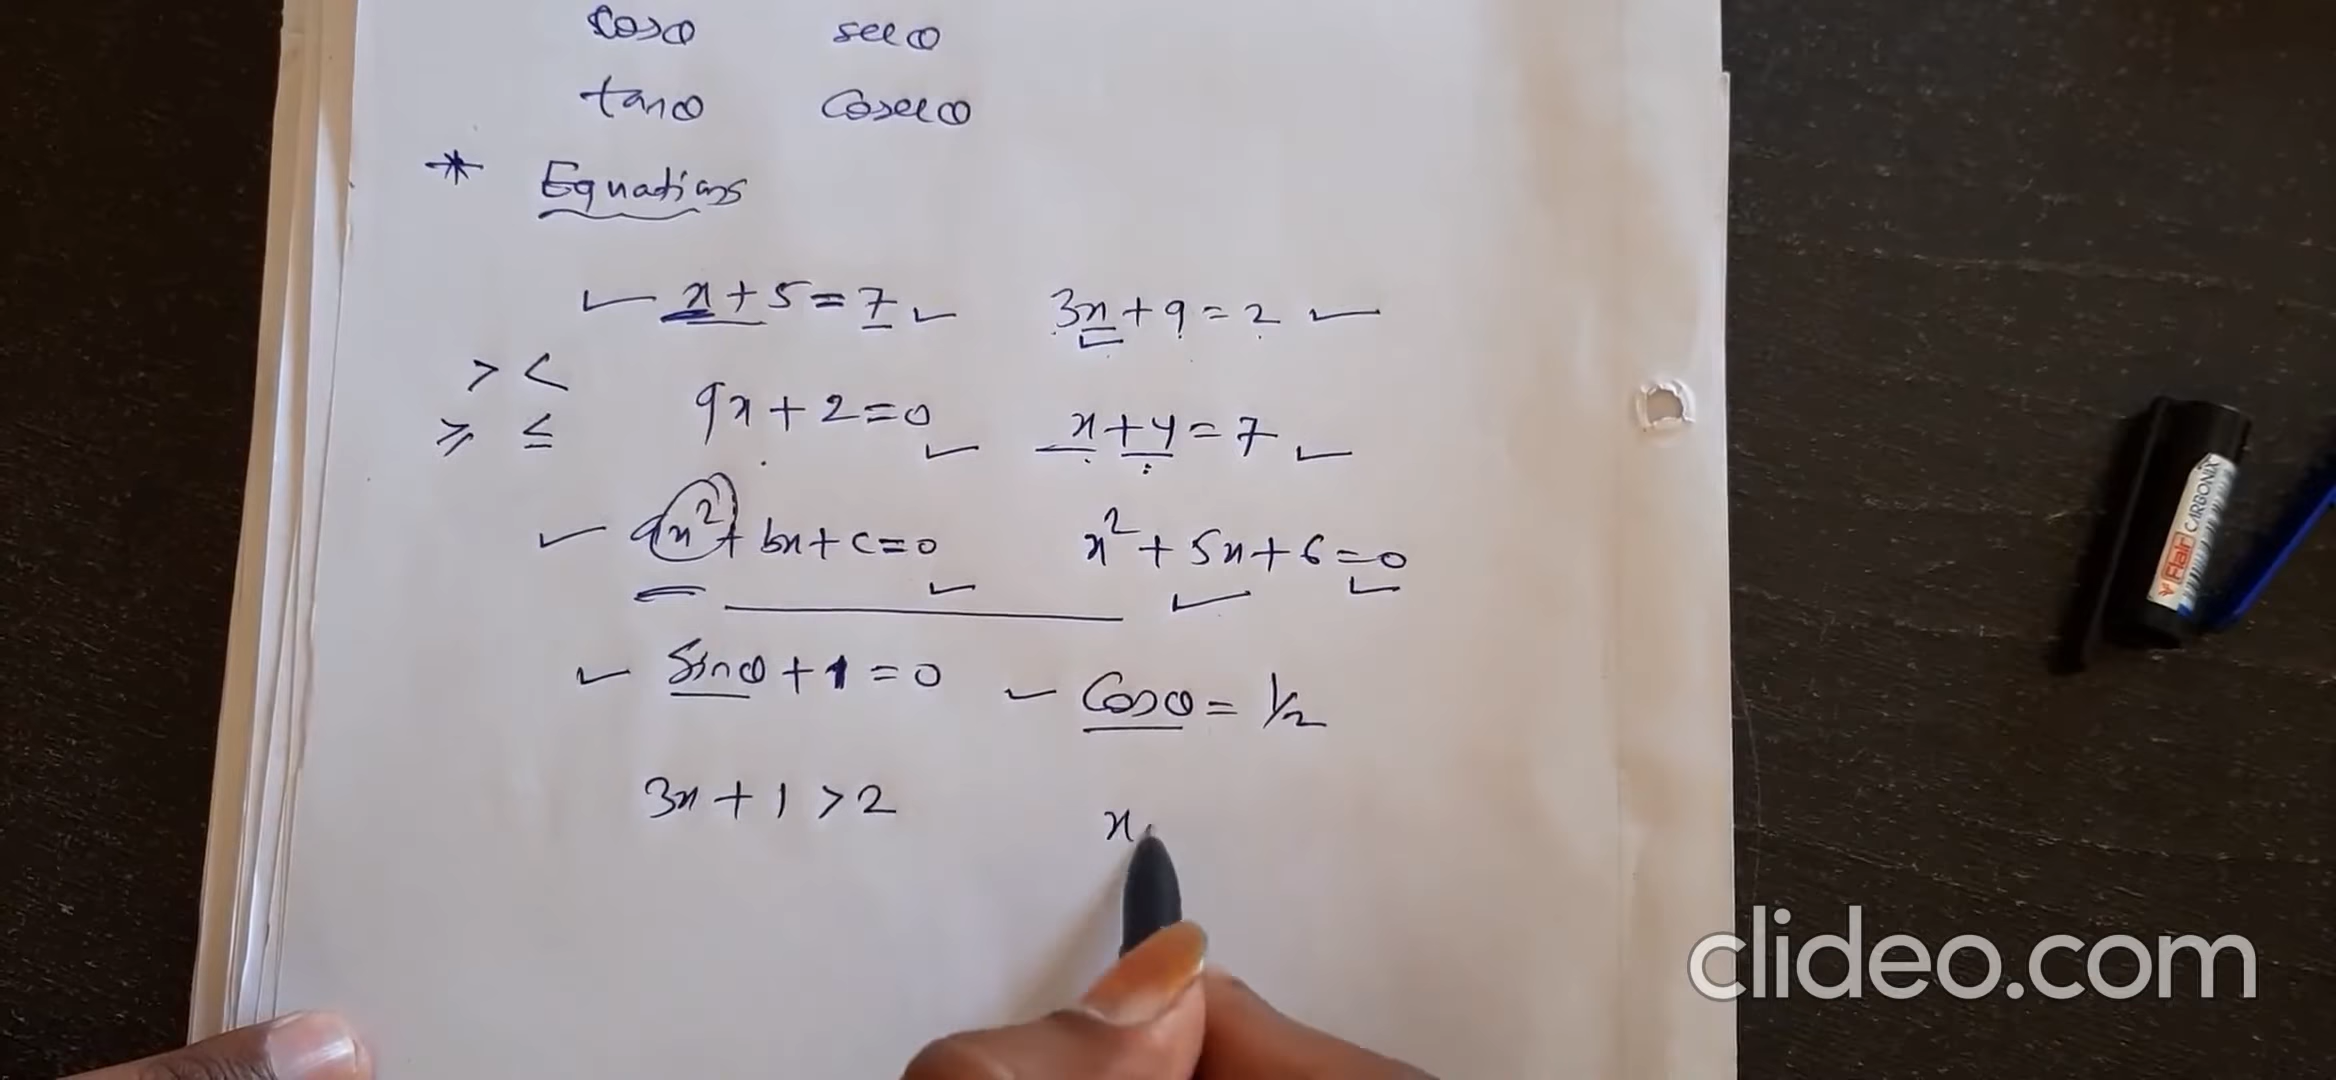 cosθ secθ
tanθ cosecθ
* Equations
✓ x + 5 = 7 ✓ 3x + 9 = 2 ✓
> <
9x + 2 = 0 ✓ x + y = 7 ✓
≥ ≤
✓ ax² + bx + c = 0 ✓ x² + 5x + 6 = 0 ✓
✓ sinθ + 1 = 0 ✓ cosθ = 1/2
3x + 1 > 2 x
Flair CARBONIX
clideo.com